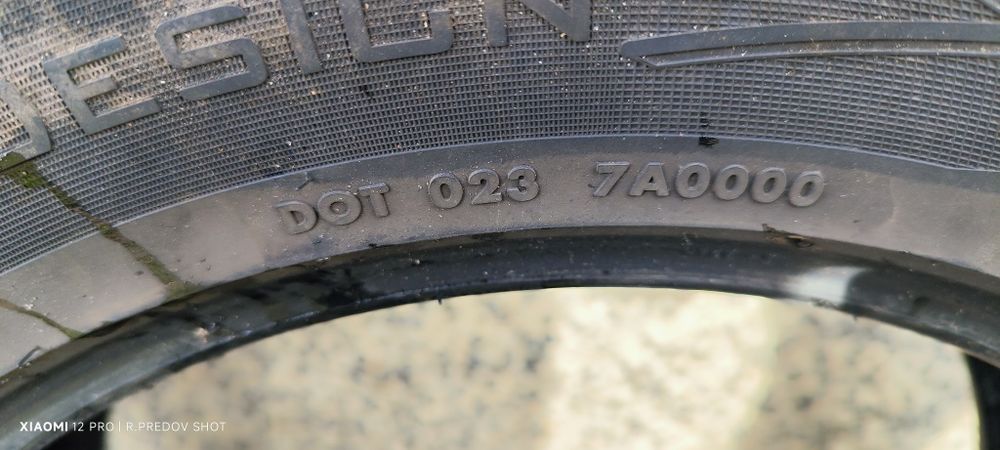 DESIGN
DOT 023 7A0000
XIAOMI 12 PRO | R.PREDOV SHOT